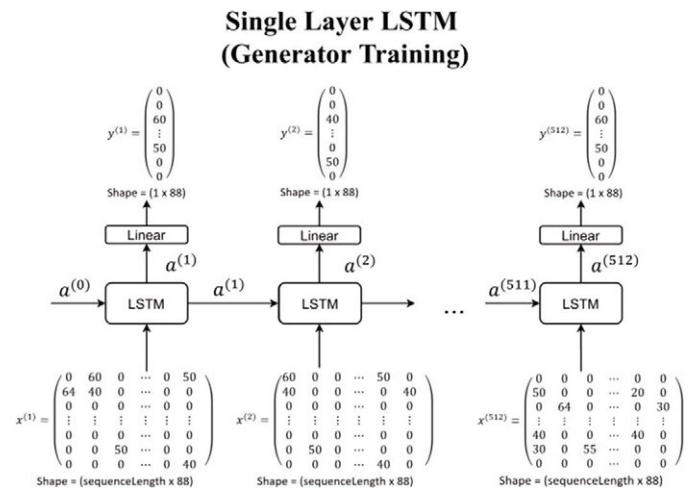 Single Layer LSTM
(Generator Training)
y⁽¹⁾ = (0 0 60 ⋮ 50 0 0)
y⁽²⁾ = (0 0 40 ⋮ 0 50 0)
y⁽⁵¹²⁾ = (0 0 60 ⋮ 50 0 0)
Shape = (1 x 88)
Shape = (1 x 88)
Shape = (1 x 88)
Linear
Linear
Linear
a⁽¹⁾
a⁽²⁾
a⁽⁵¹²⁾
a⁽⁰⁾
LSTM
a⁽¹⁾
LSTM
...
a⁽⁵¹¹⁾
LSTM
x⁽¹⁾ =
0 60 0 ⋯ 0 50
64 40 0 ⋯ 0 0
0 0 0 ⋯ 0 0
⋮ ⋮ ⋮ ⋮ ⋮
0 0 0 ⋯ 0 0
0 0 50 ⋯ 0 0
0 0 0 ⋯ 0 40
x⁽²⁾ =
60 0 0 ⋯ 50 0
40 0 0 ⋯ 0 40
0 0 0 ⋯ 0 0
⋮ ⋮ ⋮ ⋮ ⋮
0 0 0 ⋯ 0 0
0 50 0 ⋯ 0 0
0 0 0 ⋯ 40 0
x⁽⁵¹²⁾ =
0 0 0 ⋯ 0 0
50 0 0 ⋯ 20 0
0 64 0 ⋯ 0 30
⋮ ⋮ ⋮ ⋮ ⋮
40 0 0 ⋯ 40 0
30 0 55 ⋯ 0 0
0 0 0 ⋯ 0 0
Shape = (sequenceLength x 88)
Shape = (sequenceLength x 88)
Shape = (sequenceLength x 88)